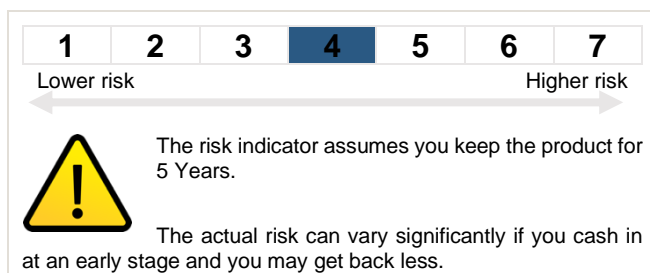 1 2 3 4 5 6 7
Lower risk Higher risk
The risk indicator assumes you keep the product for
5 Years.
The actual risk can vary significantly if you cash in
at an early stage and you may get back less.